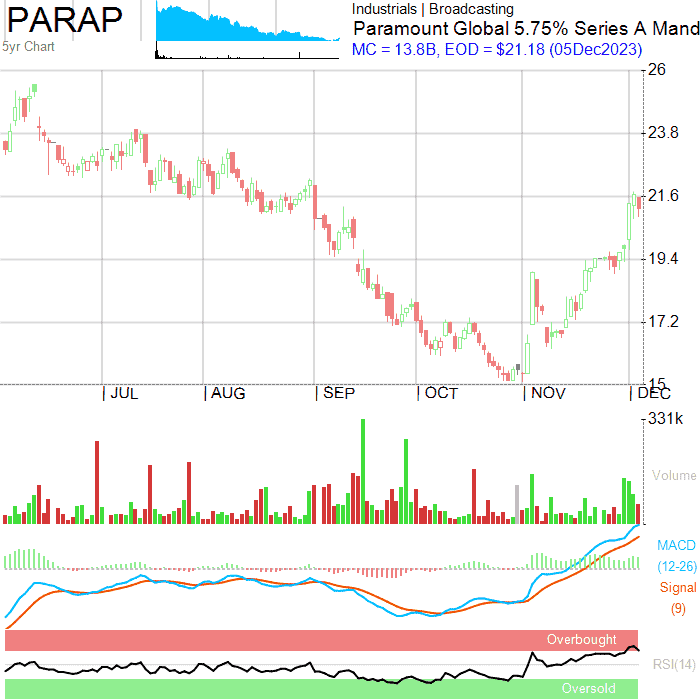 PARAP
5yr Chart
Industrials | Broadcasting
Paramount Global 5.75% Series A Mand
MC = 13.8B, EOD = $21.18 (05Dec2023)
26
23.8
21.6
19.4
17.2
15
| JUL | AUG | SEP | OCT | NOV | DEC
331k
Volume
MACD
(12-26)
Signal
(9)
Overbought
RSI(14)
Oversold